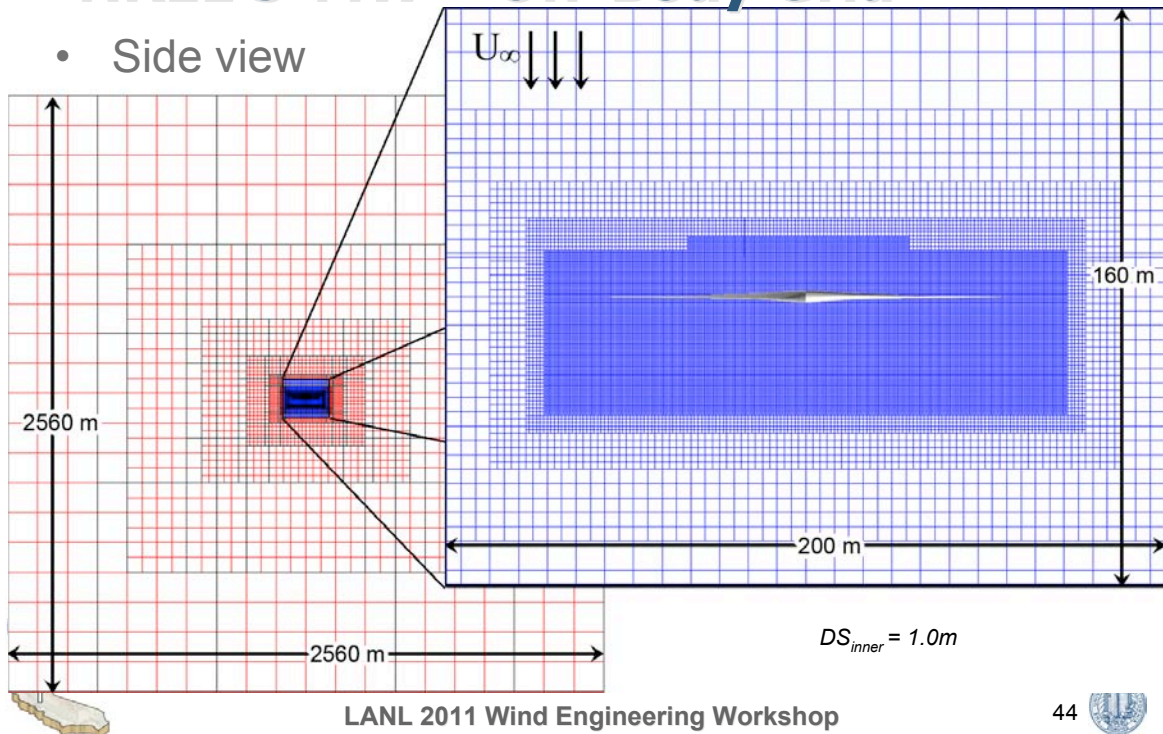 • Side view
U∞
160 m
2560 m
200 m
2560 m
DSinner = 1.0m
LANL 2011 Wind Engineering Workshop
44